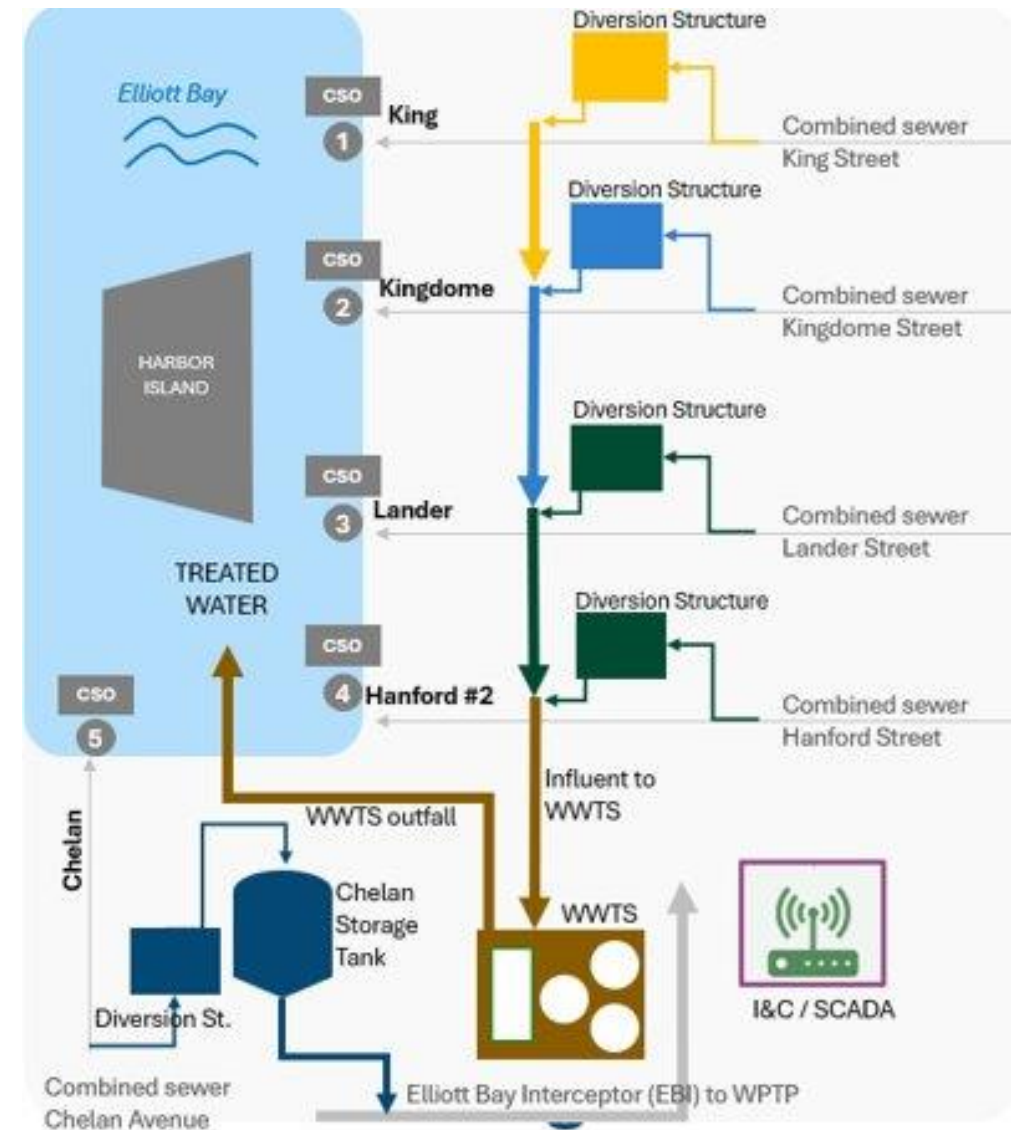 Diversion Structure
Elliott Bay
CSO
King
1
Combined sewer
King Street
Diversion Structure
CSO
Kingdome
2
Combined sewer
Kingdome Street
HARBOR
ISLAND
Diversion Structure
CSO
Lander
3
Combined sewer
Lander Street
TREATED
WATER
Diversion Structure
CSO
4
Hanford #2
Combined sewer
Hanford Street
CSO
5
Influent to
WWTS
WWTS outfall
Chelan
Chelan
Storage
Tank
WWTS
Diversion St.
I&C / SCADA
Combined sewer
Chelan Avenue
Elliott Bay Interceptor (EBI) to WPTP